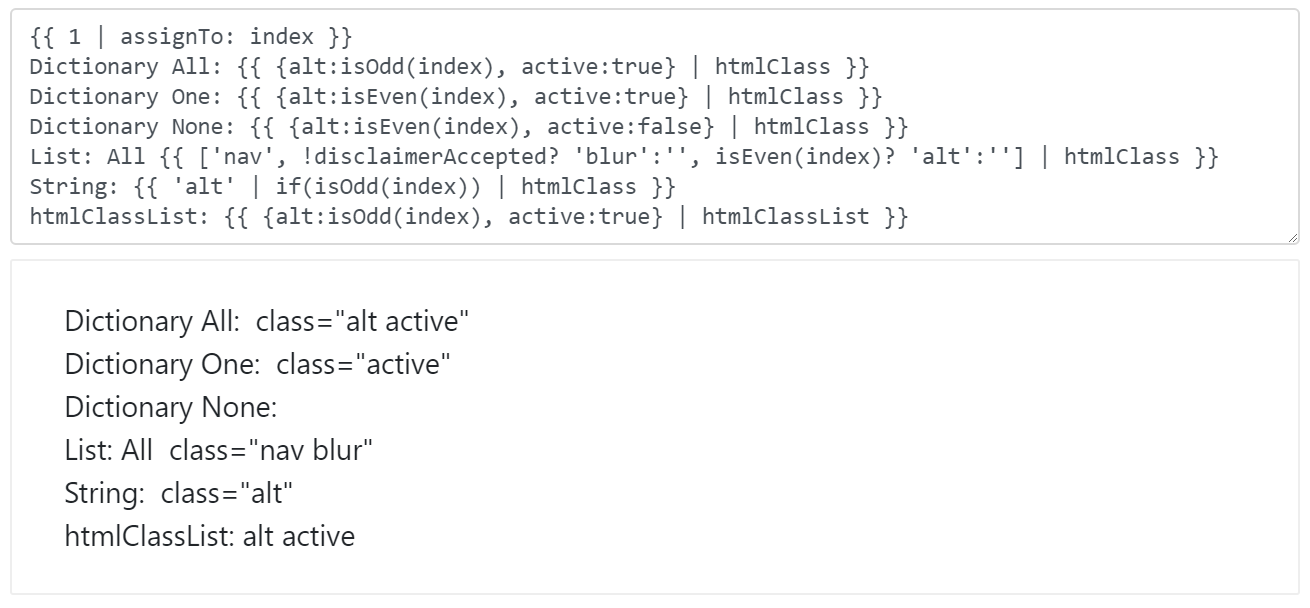 {{ 1 | assignTo: index }}
Dictionary All: {{ {alt:isOdd(index), active:true} | htmlClass }}
Dictionary One: {{ {alt:isEven(index), active:true} | htmlClass }}
Dictionary None: {{ {alt:isEven(index), active:false} | htmlClass }}
List: All {{ ['nav', !disclaimerAccepted? 'blur':'', isEven(index)? 'alt':''] | htmlClass }}
String: {{ 'alt' | if(isOdd(index)) | htmlClass }}
htmlClassList: {{ {alt:isOdd(index), active:true} | htmlClassList }}
Dictionary All:  class="alt active"
Dictionary One:  class="active"
Dictionary None:
List: All  class="nav blur"
String:  class="alt"
htmlClassList: alt active